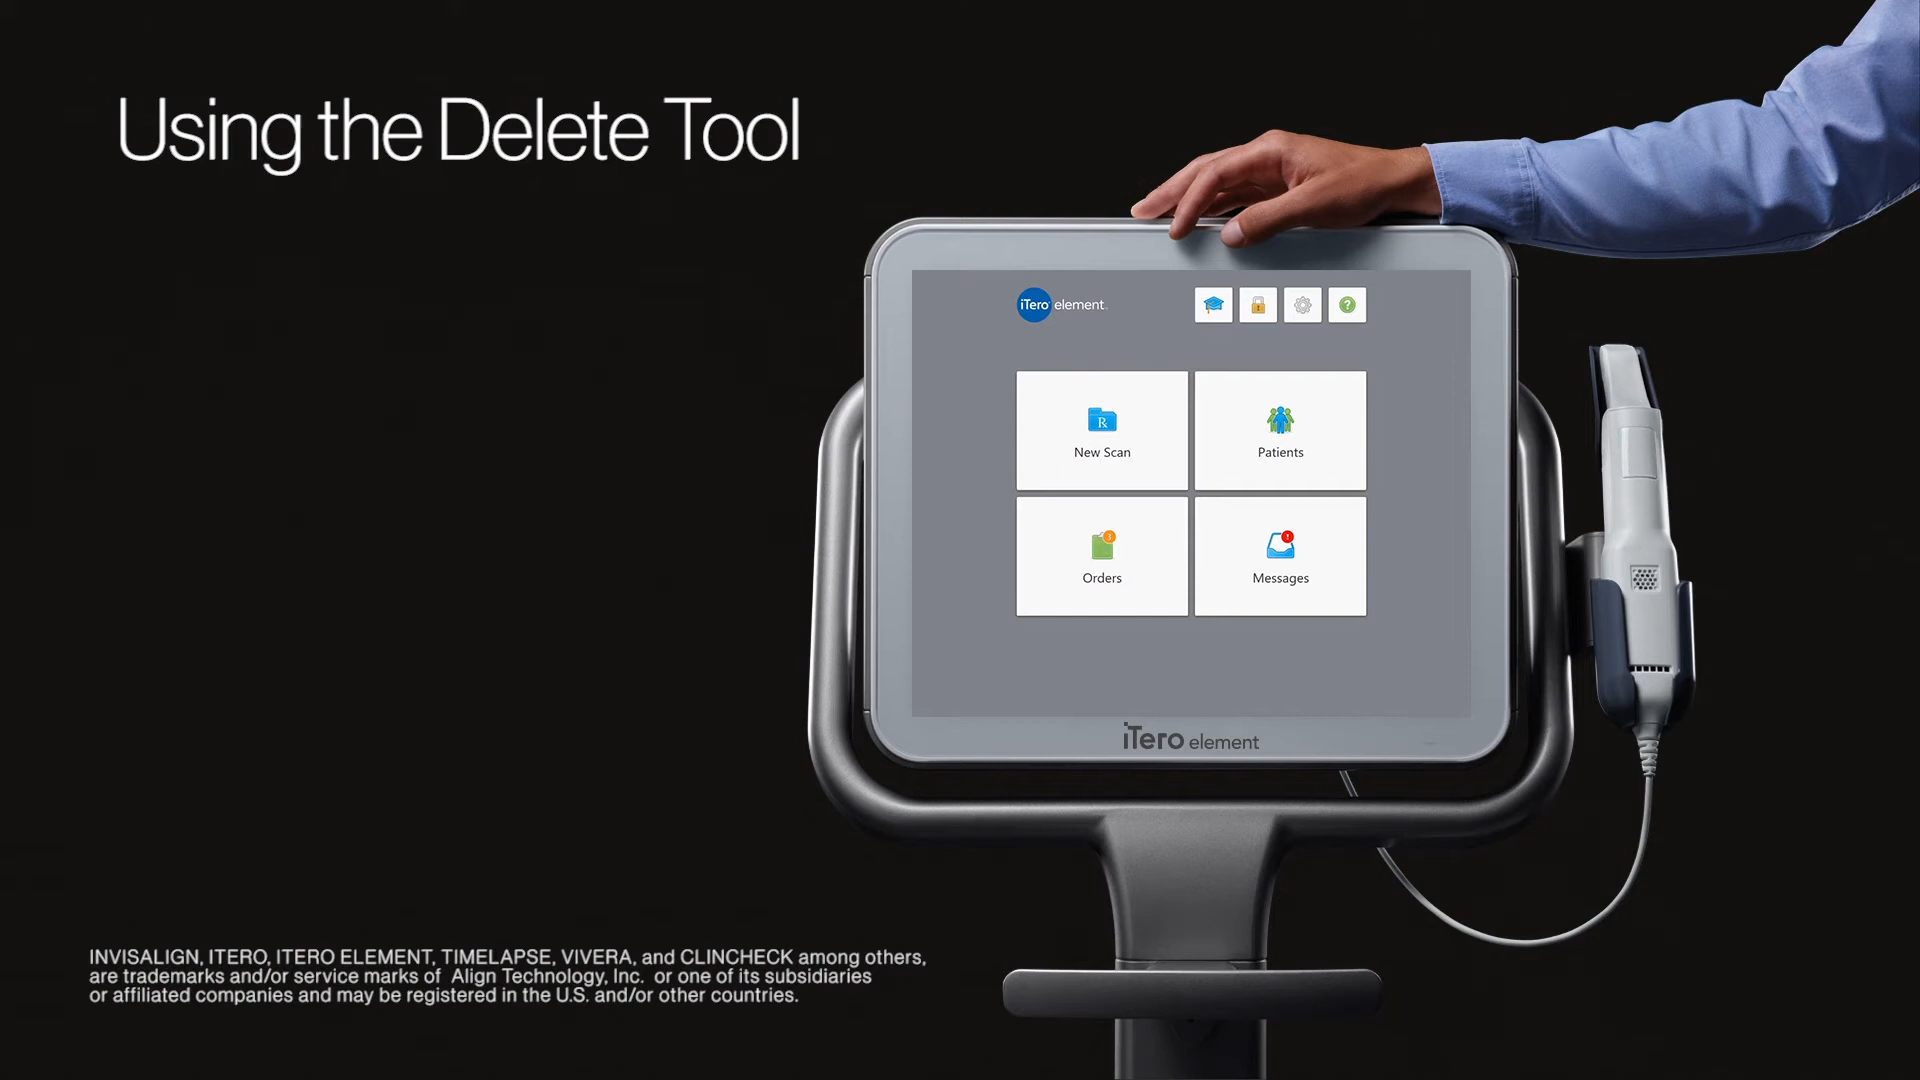 Using the Delete Tool
iTero element
New Scan
Patients
Orders
Messages
iTero element
INVISALIGN, ITERO, ITERO ELEMENT, TIMELAPSE, VIVERA, and CLINCHECK among others,
are trademarks and/or service marks of Align Technology, Inc. or one of its subsidiaries
or affiliated companies and may be registered in the U.S. and/or other countries.